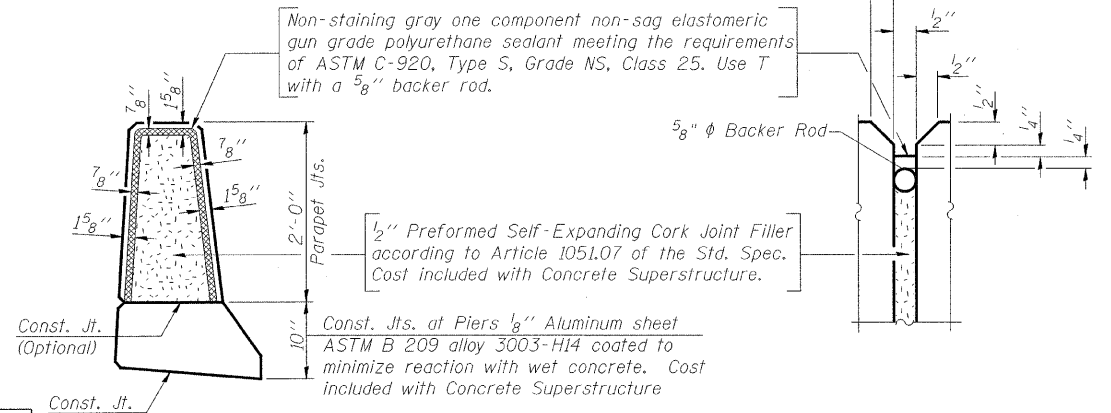 Non-staining gray one component non-sag elastomeric
gun grade polyurethane sealant meeting the requirements
of ASTM C-920, Type S, Grade NS, Class 25. Use T
with a 5/8" backer rod.
1/2"
1/2"
1/2"
1/4"
1/4"
5/8" ϕ Backer Rod
7/8"
1 5/8"
7/8"
7/8"
1 5/8"
1 5/8"
2'-0"
Parapet Jts.
1/2" Preformed Self-Expanding Cork Joint Filler
according to Article 1051.07 of the Std. Spec.
Cost included with Concrete Superstructure.
Const. Jt.
(Optional)
10"
Const. Jts. at Piers 1/8" Aluminum sheet
ASTM B 209 alloy 3003-H14 coated to
minimize reaction with wet concrete. Cost
included with Concrete Superstructure
Const. Jt.